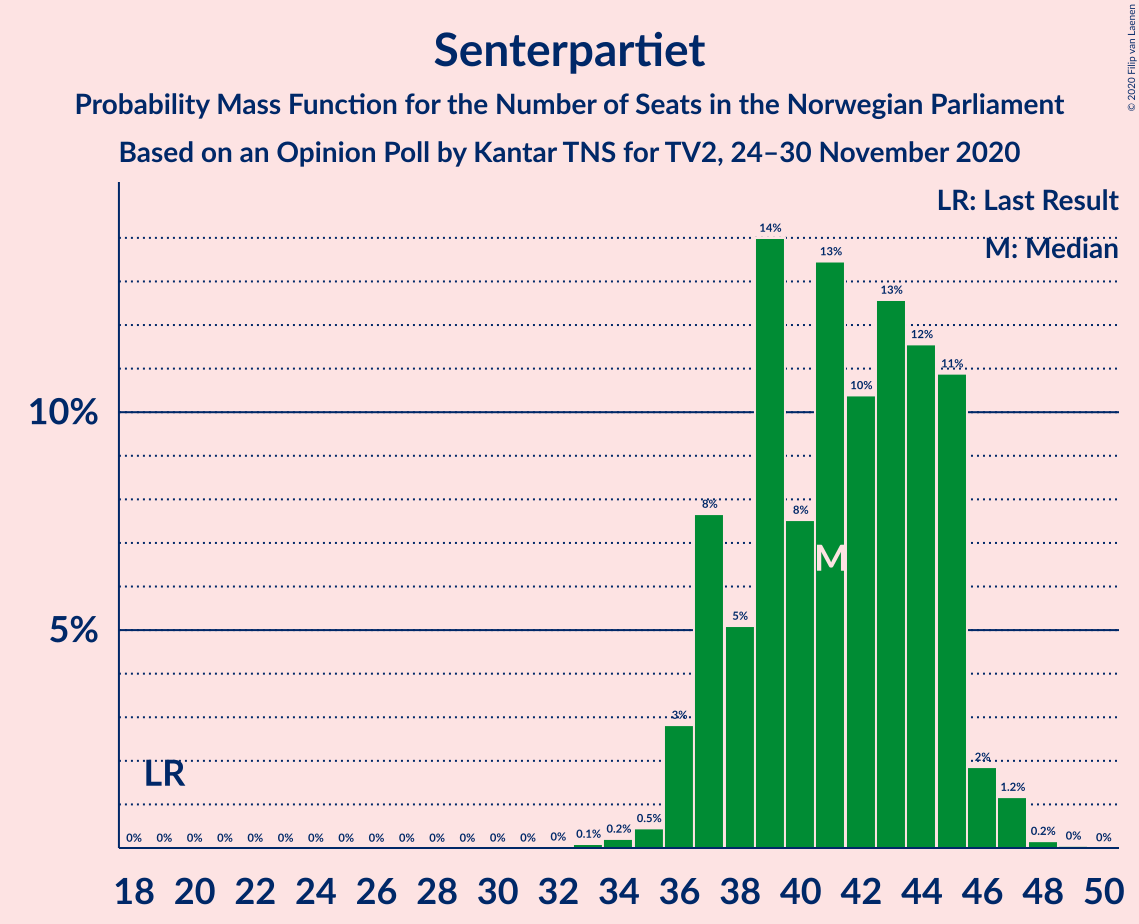 Senterpartiet
Probability Mass Function for the Number of Seats in the Norwegian Parliament
Based on an Opinion Poll by Kantar TNS for TV2, 24–30 November 2020
© 2020 Filip van Laenen
LR: Last Result
M: Median
14%
13%
13%
12%
11%
10%
10%
8%
8%
M
5%
5%
3%
LR
2%
1.2%
0% 0% 0% 0% 0% 0% 0% 0% 0% 0% 0% 0% 0% 0% 0% 0.1% 0.2% 0.5% 0.2% 0% 0%
18 20 22 24 26 28 30 32 34 36 38 40 42 44 46 48 50